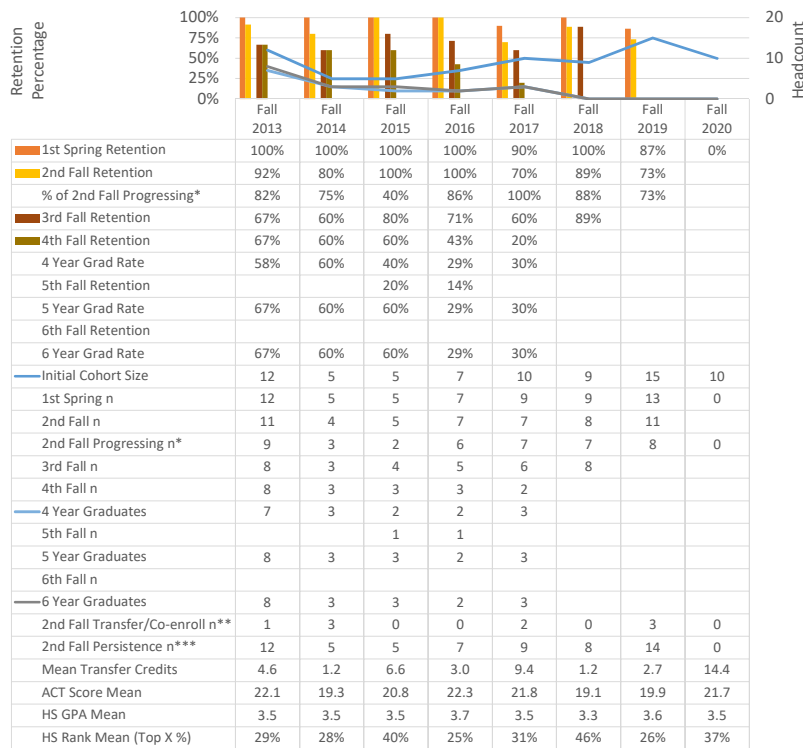 100%
75%
50%
25%
0%
Retention
Percentage
20
10
0
Headcount
Fall 2013 Fall 2014 Fall 2015 Fall 2016 Fall 2017 Fall 2018 Fall 2019 Fall 2020
1st Spring Retention 100% 100% 100% 100% 90% 100% 87% 0%
2nd Fall Retention 92% 80% 100% 100% 70% 89% 73%
% of 2nd Fall Progressing* 82% 75% 40% 86% 100% 88% 73%
3rd Fall Retention 67% 60% 80% 71% 60% 89%
4th Fall Retention 67% 60% 60% 43% 20%
4 Year Grad Rate 58% 60% 40% 29% 30%
5th Fall Retention 20% 14%
5 Year Grad Rate 67% 60% 60% 29% 30%
6th Fall Retention
6 Year Grad Rate 67% 60% 60% 29% 30%
Initial Cohort Size 12 5 5 7 10 9 15 10
1st Spring n 12 5 5 7 9 9 13 0
2nd Fall n 11 4 5 7 7 8 11
2nd Fall Progressing n* 9 3 2 6 7 7 8 0
3rd Fall n 8 3 4 5 6 8
4th Fall n 8 3 3 3 2
4 Year Graduates 7 3 2 2 3
5th Fall n 1 1
5 Year Graduates 8 3 3 2 3
6th Fall n
6 Year Graduates 8 3 3 2 3
2nd Fall Transfer/Co-enroll n** 1 3 0 0 2 0 3 0
2nd Fall Persistence n*** 12 5 5 7 9 8 14 0
Mean Transfer Credits 4.6 1.2 6.6 3.0 9.4 1.2 2.7 14.4
ACT Score Mean 22.1 19.3 20.8 22.3 21.8 19.1 19.9 21.7
HS GPA Mean 3.5 3.5 3.5 3.7 3.5 3.3 3.6 3.5
HS Rank Mean (Top X %) 29% 28% 40% 25% 31% 46% 26% 37%